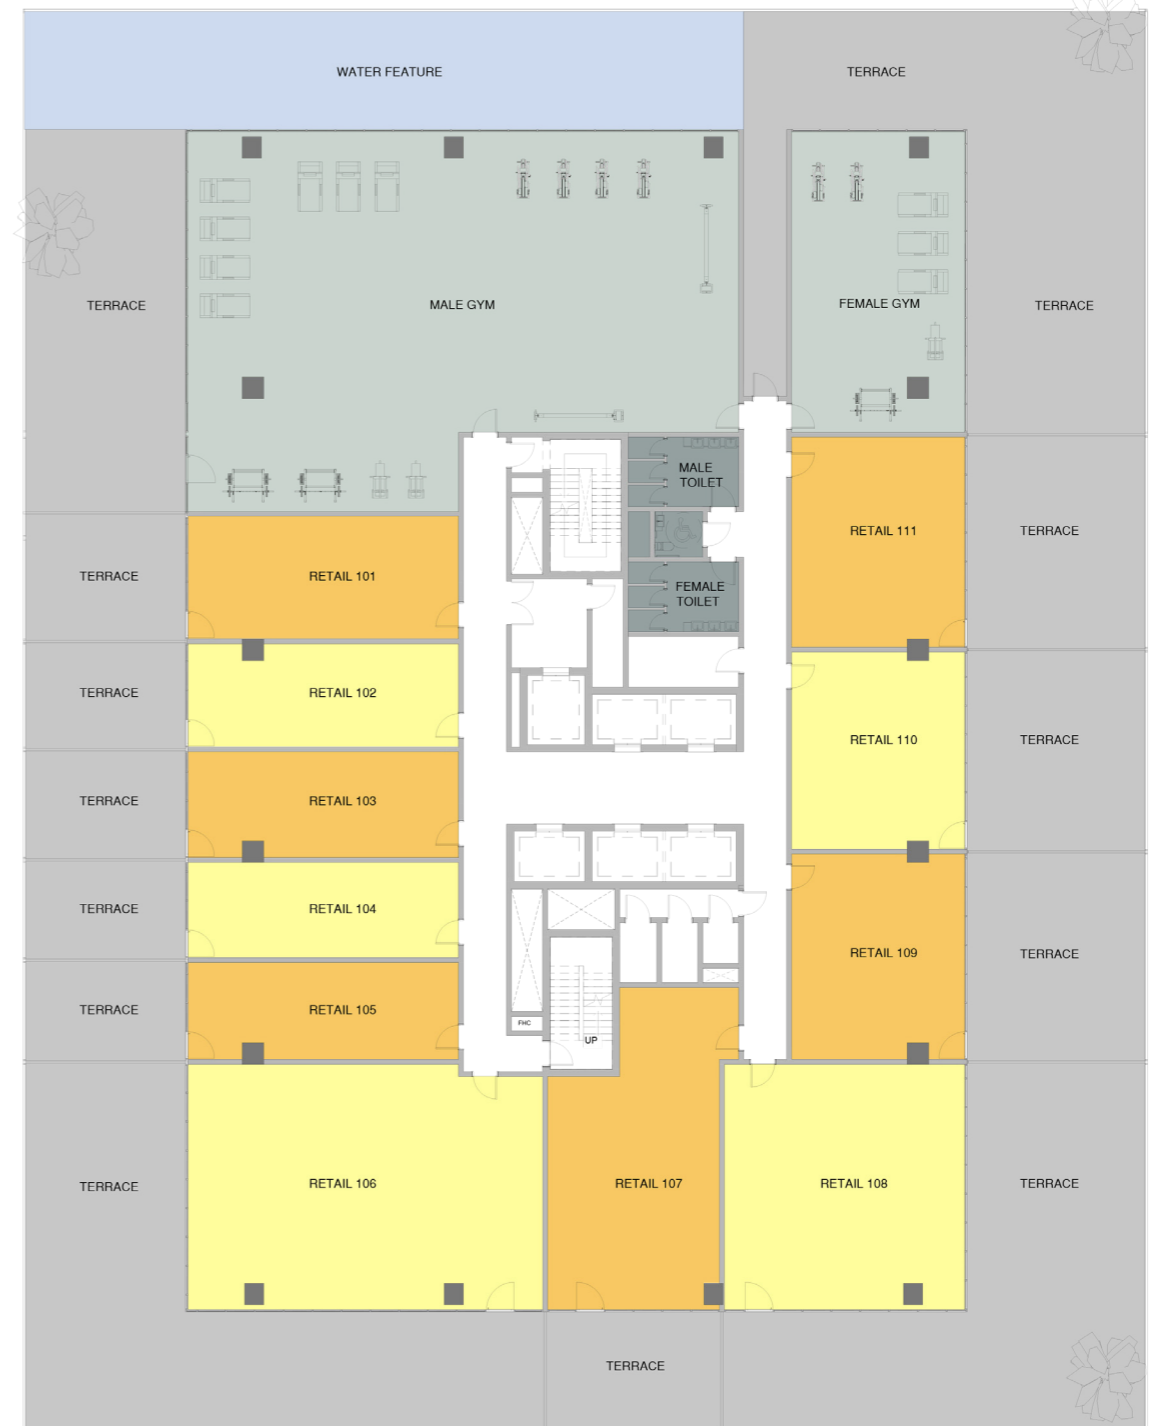 WATER FEATURE
TERRACE
TERRACE
MALE GYM
FEMALE GYM
TERRACE
MALE
TOILET
RETAIL 111
TERRACE
TERRACE
RETAIL 101
FEMALE
TOILET
TERRACE
RETAIL 102
RETAIL 110
TERRACE
TERRACE
RETAIL 103
TERRACE
RETAIL 104
RETAIL 109
TERRACE
TERRACE
RETAIL 105
FHC
UP
TERRACE
RETAIL 106
RETAIL 107
RETAIL 108
TERRACE
TERRACE